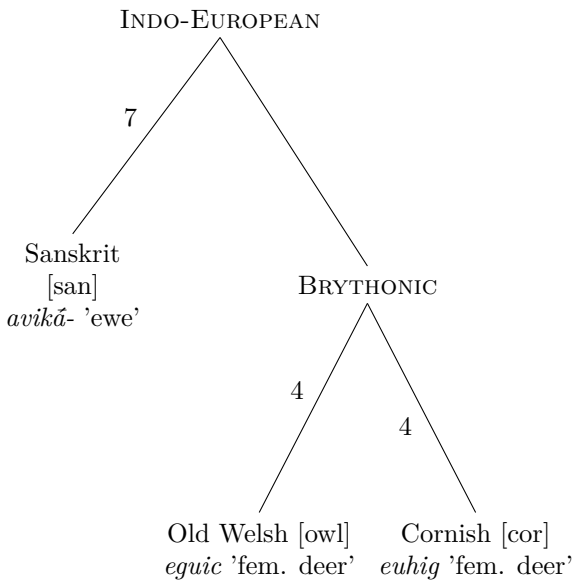 INDO-EUROPEAN
7
Sanskrit
[san]
avikā́- 'ewe'
BRYTHONIC
4
4
Old Welsh [owl] Cornish [cor]
eguic 'fem. deer' euhig 'fem. deer'